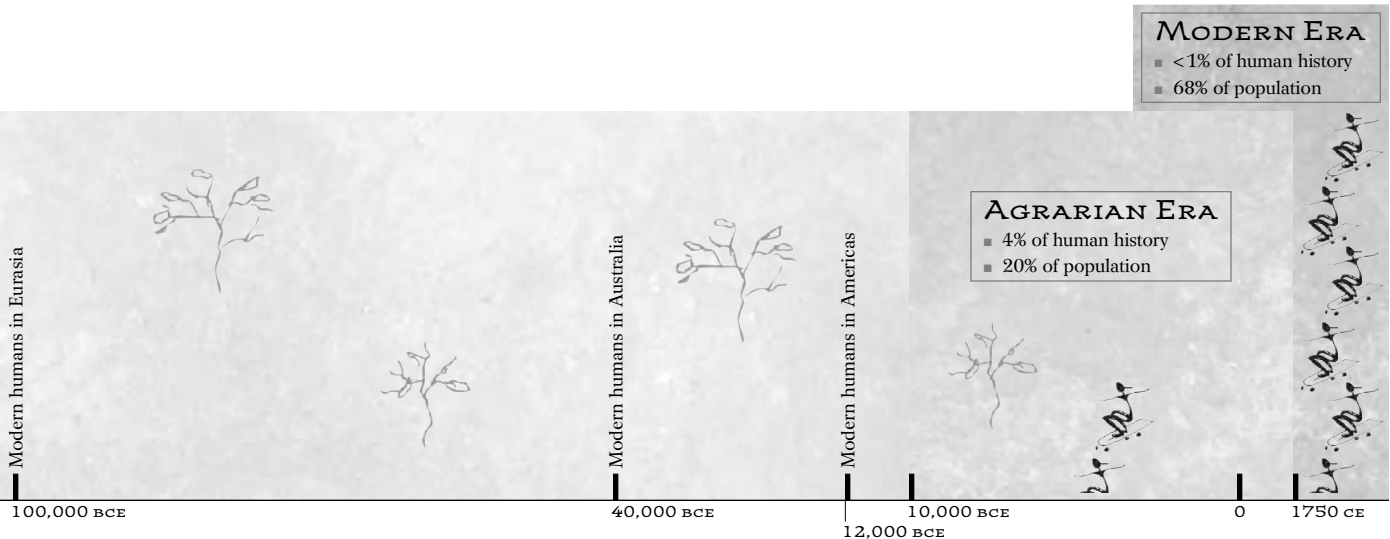 MODERN ERA
<1% of human history
68% of population
AGRARIAN ERA
4% of human history
20% of population
Modern humans in Eurasia
Modern humans in Australia
Modern humans in Americas
100,000 BCE
40,000 BCE
12,000 BCE
10,000 BCE
0
1750 CE